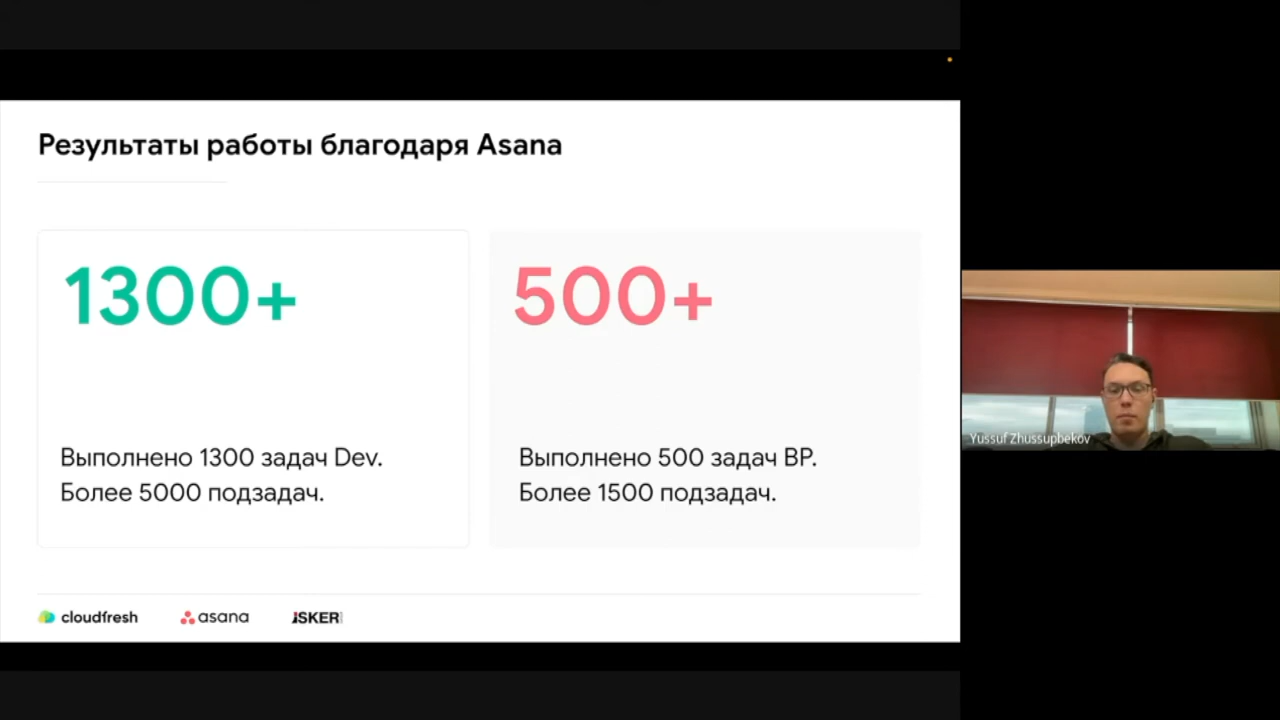 Результаты работы благодаря Asana
1300+
Выполнено 1300 задач Dev.
Более 5000 подзадач.
500+
Выполнено 500 задач BP.
Более 1500 подзадач.
cloudfresh
asana
iSKER
Yussuf Zhussupbekov